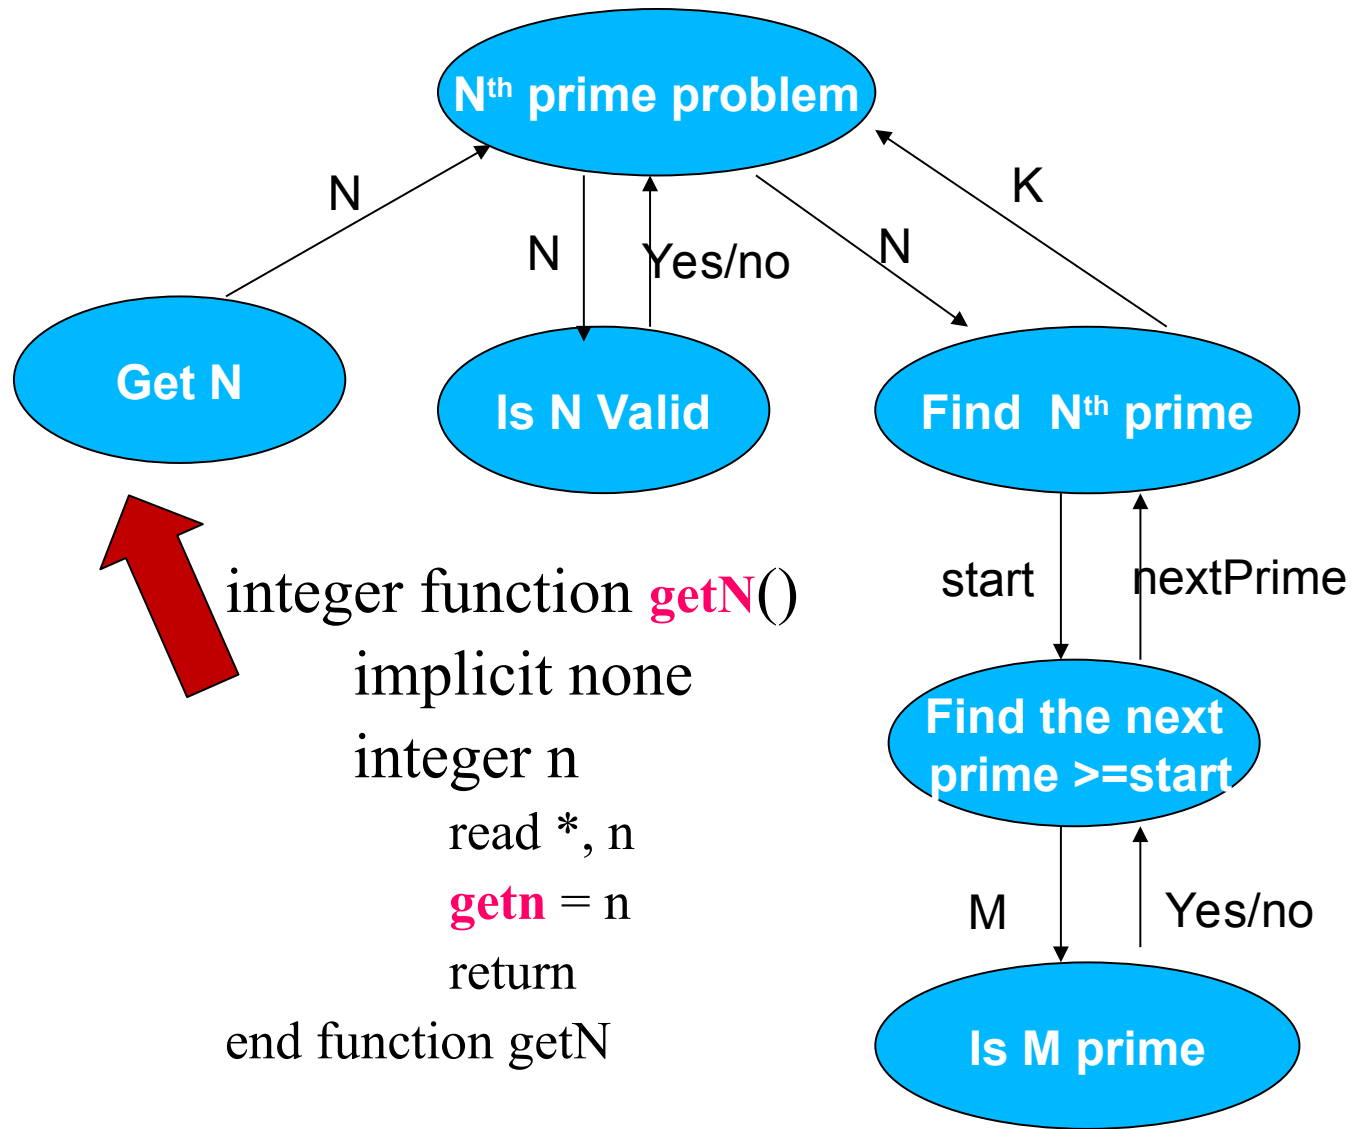 Nth prime problem
N
K
N
Yes/no
N
Get N
Is N Valid
Find Nth prime
start
nextPrime
integer function getN()
implicit none
integer n
read *, n
getn = n
return
end function getN
Find the next
prime >=start
M
Yes/no
Is M prime